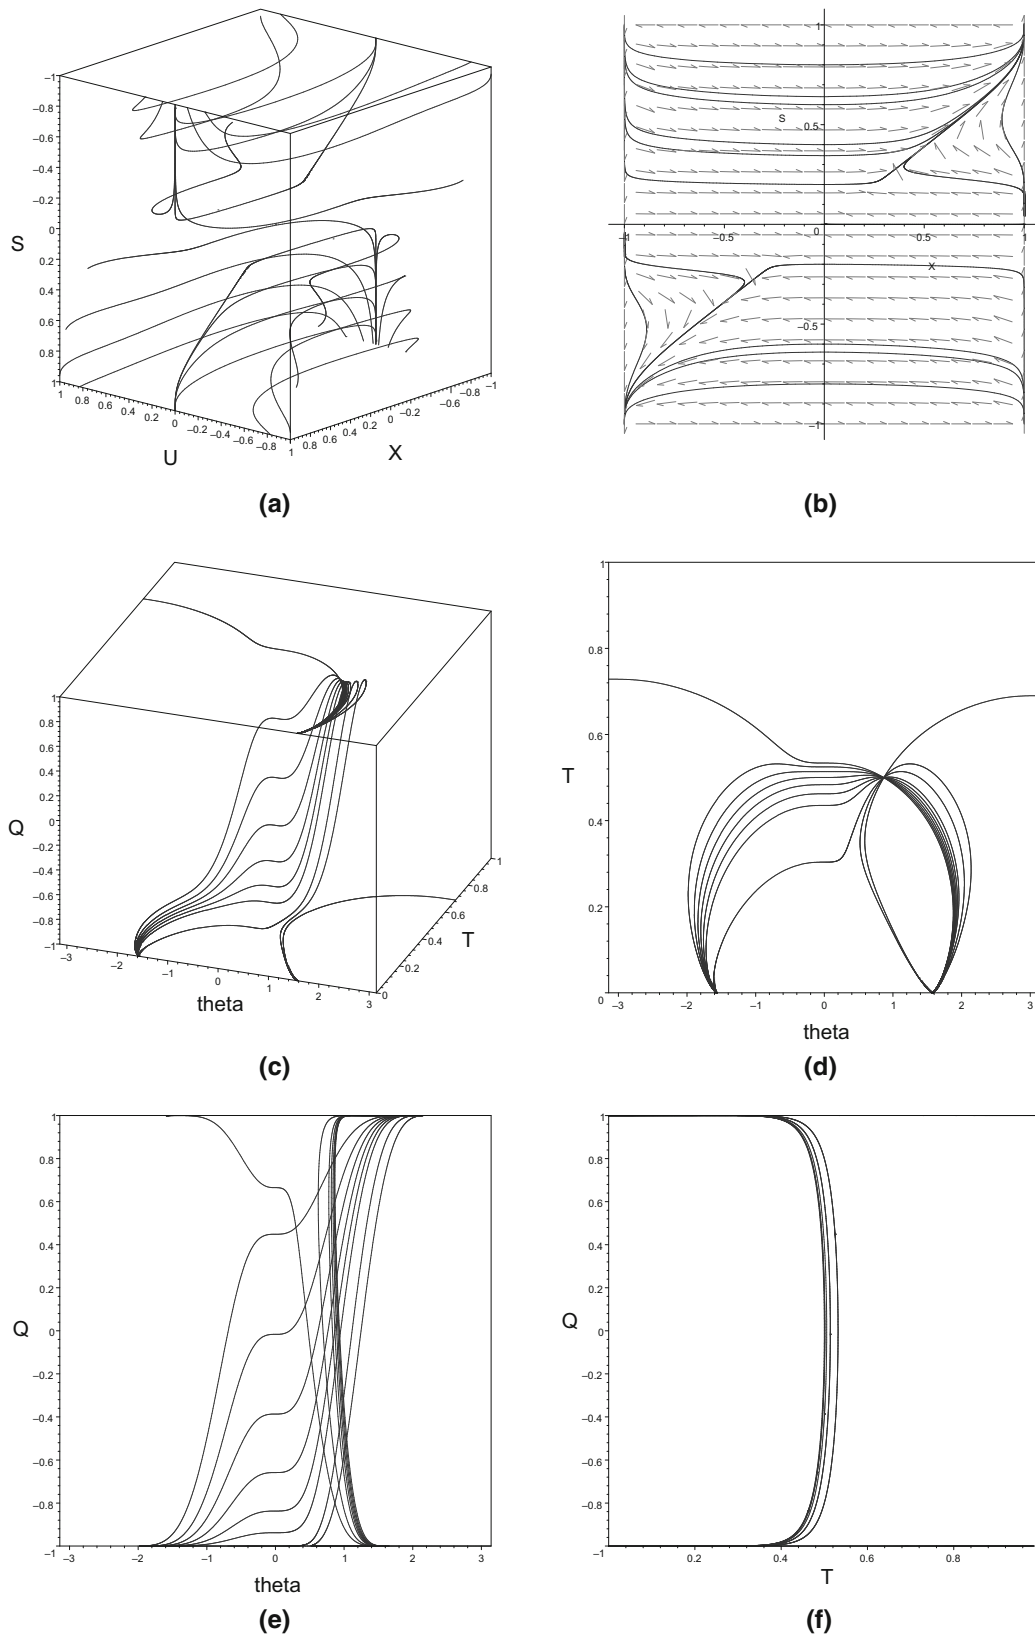 −1
−0.8
−0.6
−0.4
−0.2
0
S
0.2
0.4
0.6
0.8
1
1 0.8 0.6 0.4 0.2 0 −0.2 −0.4 −0.6 −0.8
U
1 0.8 0.6 0.4 0.2 0 −0.2 −0.6 −0.8 −1
X
(a)
1
S
0.5
−1 −0.5 0 0.5 1
X
−0.5
−1
(b)
1
0.8
0.6
0.4
0.2
0
Q
−0.2
−0.4
−0.6
−0.8
−1
−3 −2 −1 0 1 2 3
theta
0 0.2 0.4 0.6 0.8 1
T
(c)
1
0.8
0.6
T
0.4
0.2
0
−3 −2 −1 0 1 2 3
theta
(d)
1
0.8
0.6
0.4
0.2
Q
0
−0.2
−0.4
−0.6
−0.8
−1
−3 −2 −1 0 1 2 3
theta
(e)
1
0.8
0.6
0.4
0.2
Q
0
−0.2
−0.4
−0.6
−0.8
−1
0.2 0.4 0.6 0.8
T
(f)